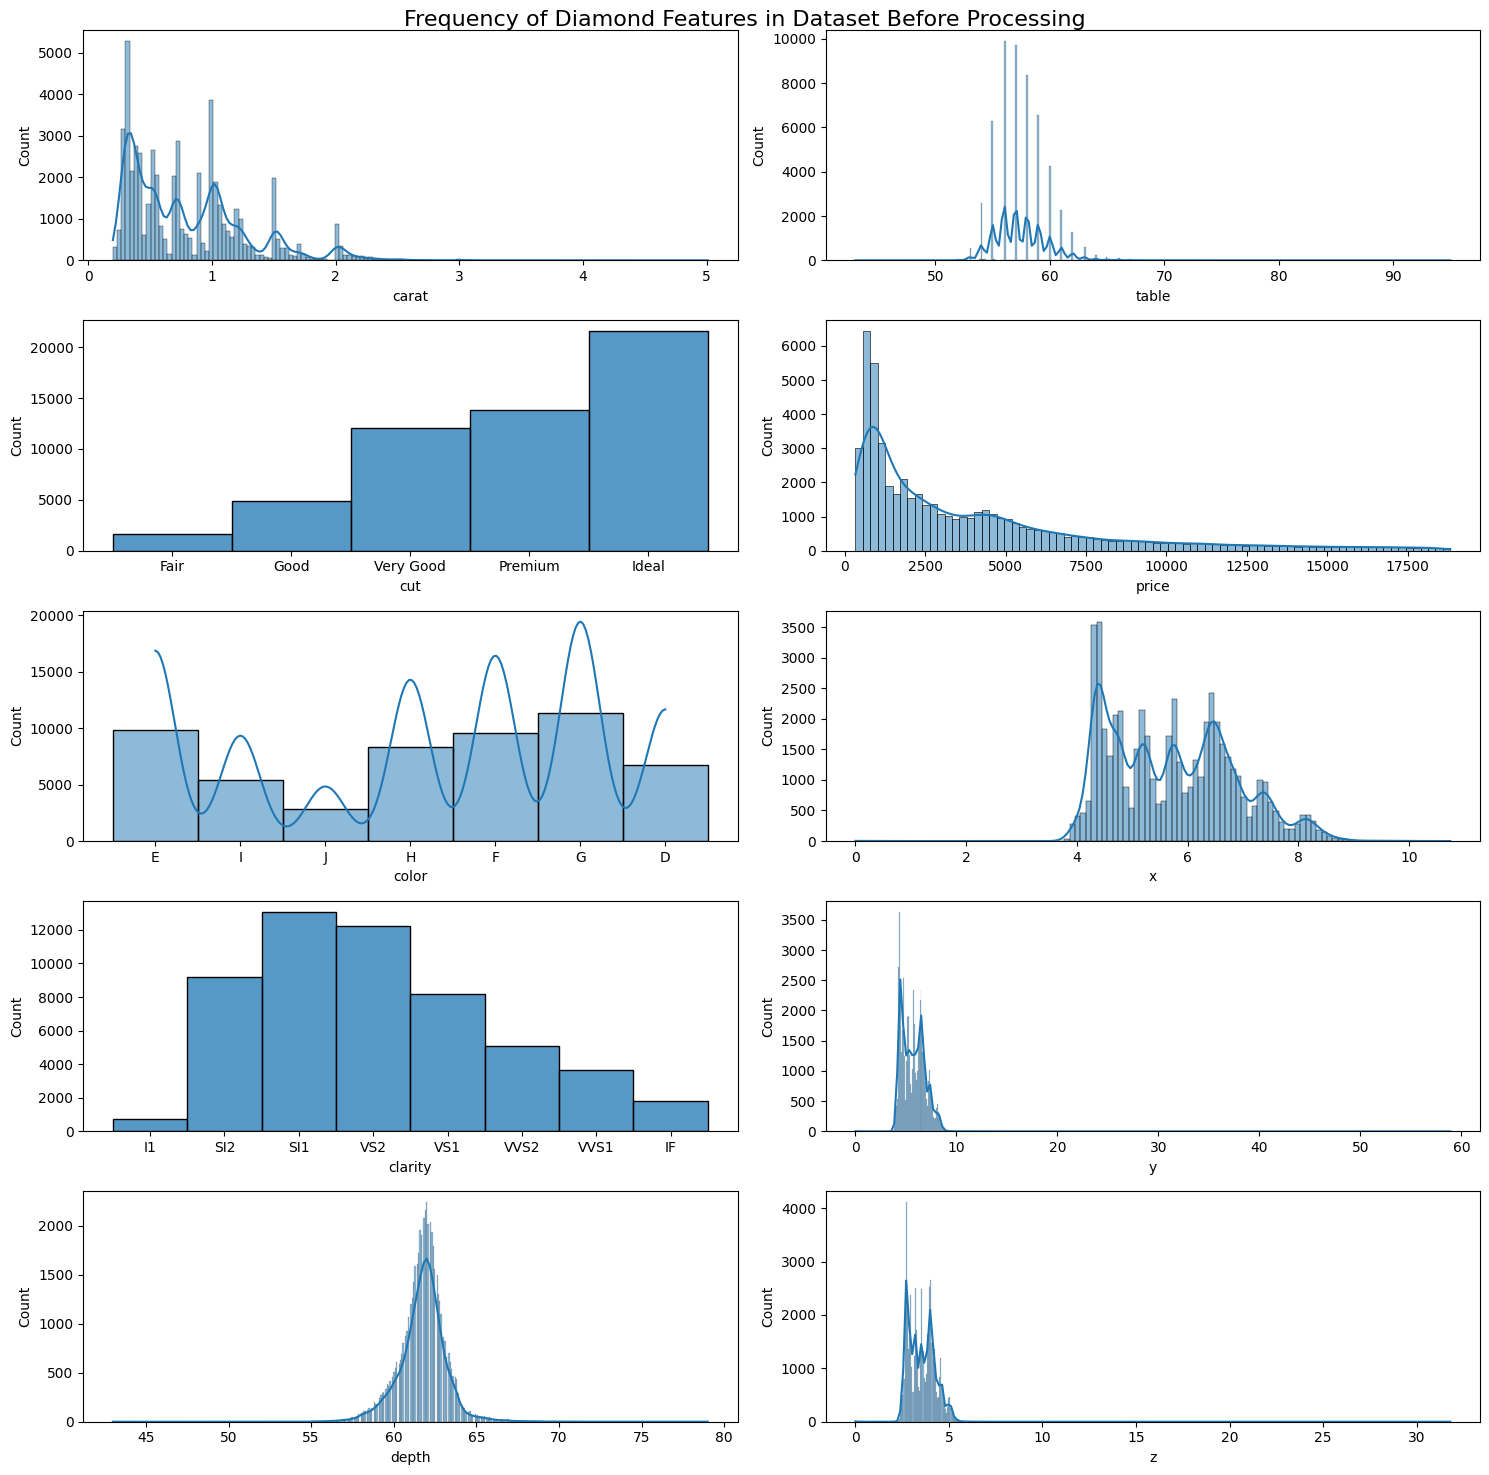 Frequency of Diamond Features in Dataset Before Processing
Count
5000
4000
3000
2000
1000
0
0 1 2 3 4 5
carat
Count
10000
8000
6000
4000
2000
0
50 60 70 80 90
table
Count
20000
15000
10000
5000
0
Fair Good Very Good Premium Ideal
cut
Count
6000
5000
4000
3000
2000
1000
0
0 2500 5000 7500 10000 12500 15000 17500
price
Count
20000
15000
10000
5000
0
E I J H F G D
color
Count
3500
3000
2500
2000
1500
1000
500
0
0 2 4 6 8 10
x
Count
12000
10000
8000
6000
4000
2000
0
I1 SI2 SI1 VS2 VS1 VVS2 VVS1 IF
clarity
Count
3500
3000
2500
2000
1500
1000
500
0
0 10 20 30 40 50 60
y
Count
2000
1500
1000
500
0
45 50 55 60 65 70 75 80
depth
Count
4000
3000
2000
1000
0
0 5 10 15 20 25 30
z